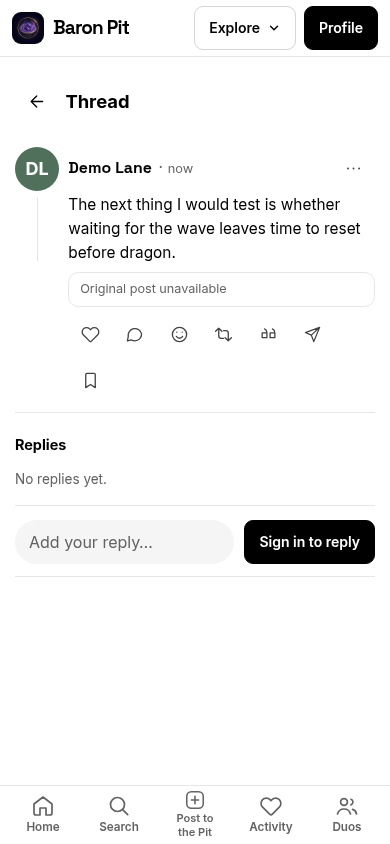 Baron Pit
Explore
Profile
Thread
DL
Demo Lane · now
The next thing I would test is whether
waiting for the wave leaves time to reset
before dragon.
Original post unavailable
Replies
No replies yet.
Add your reply...
Sign in to reply
Home
Search
Post to
the Pit
Activity
Duos